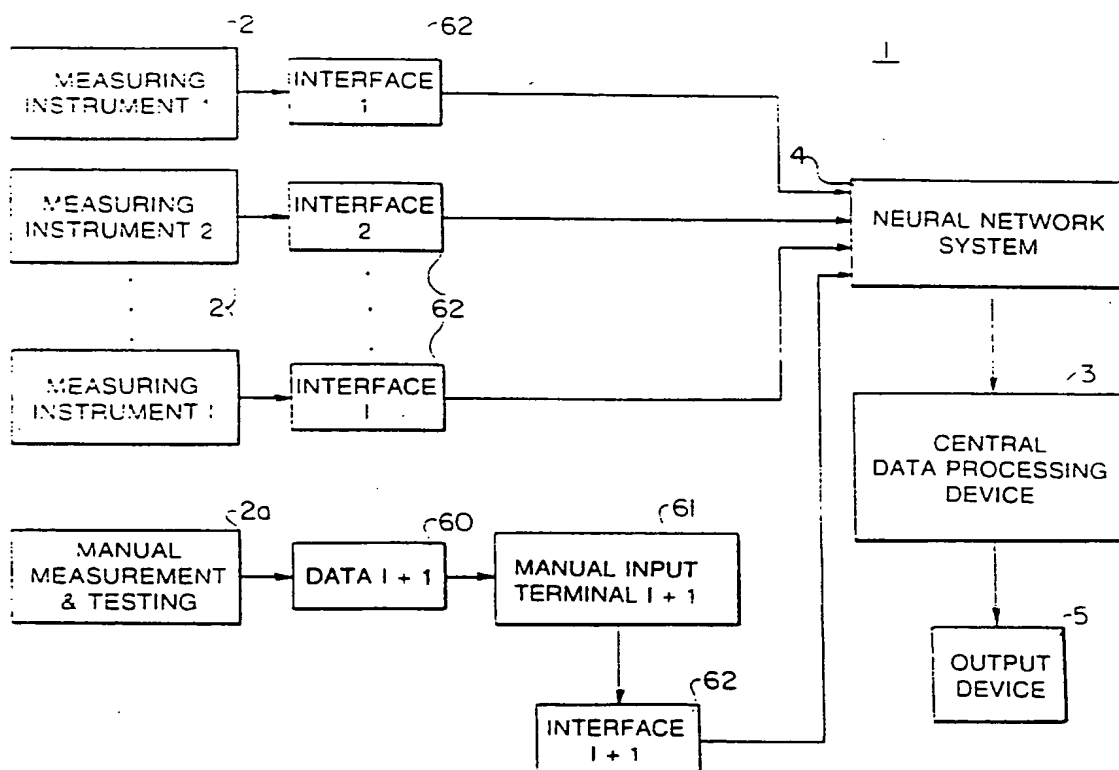 2
62
1
MEASURING
INSTRUMENT 1
INTERFACE
1
4
MEASURING
INSTRUMENT 2
INTERFACE
2
NEURAL NETWORK
SYSTEM
2
62
3
MEASURING
INSTRUMENT I
INTERFACE
I
CENTRAL
DATA PROCESSING
DEVICE
2a
60
61
MANUAL
MEASUREMENT
& TESTING
DATA I + 1
MANUAL INPUT
TERMINAL I + 1
5
OUTPUT
DEVICE
62
INTERFACE
I + 1